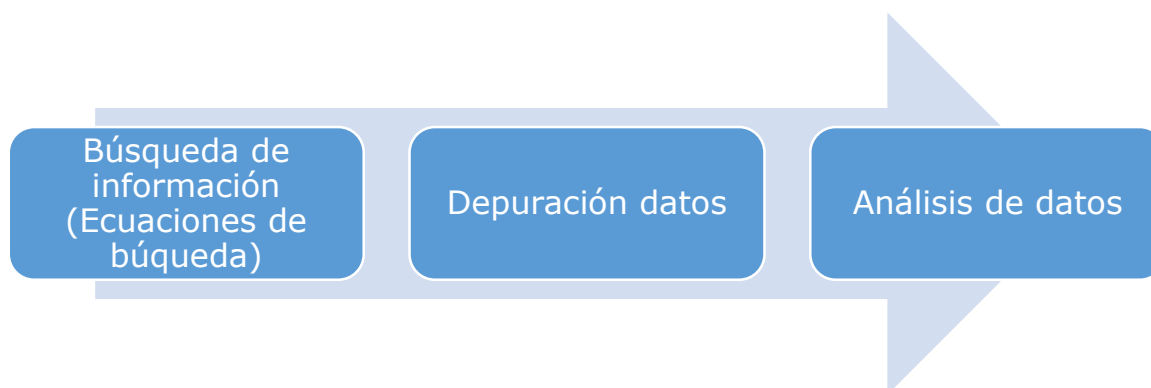 Búsqueda de
información
(Ecuaciones de
búqueda)
Depuración datos
Análisis de datos